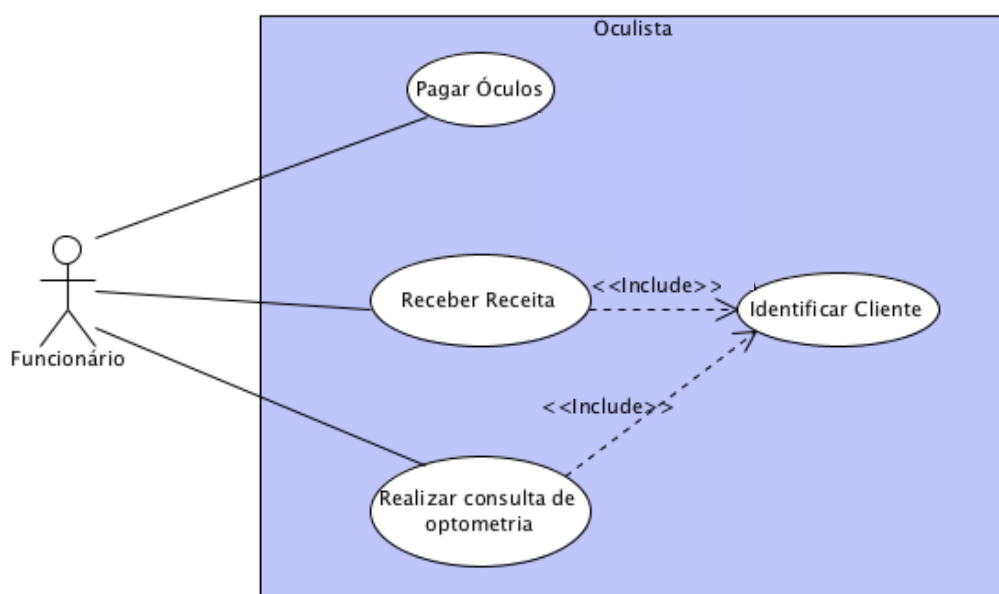 Oculista
Pagar Óculos
Receber Receita
<<Include>>
Identificar Cliente
Funcionário
<<Include>>
Realizar consulta de
optometria